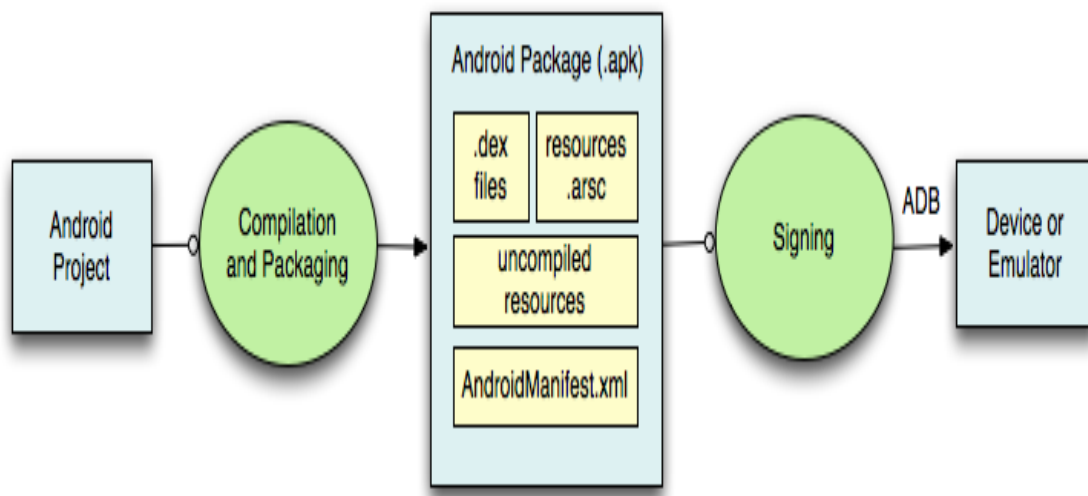 Android
Project
Compilation
and Packaging
Android Package (.apk)
.dex
files
resources
.arsc
uncompiled
resources
AndroidManifest.xml
Signing
ADB
Device or
Emulator